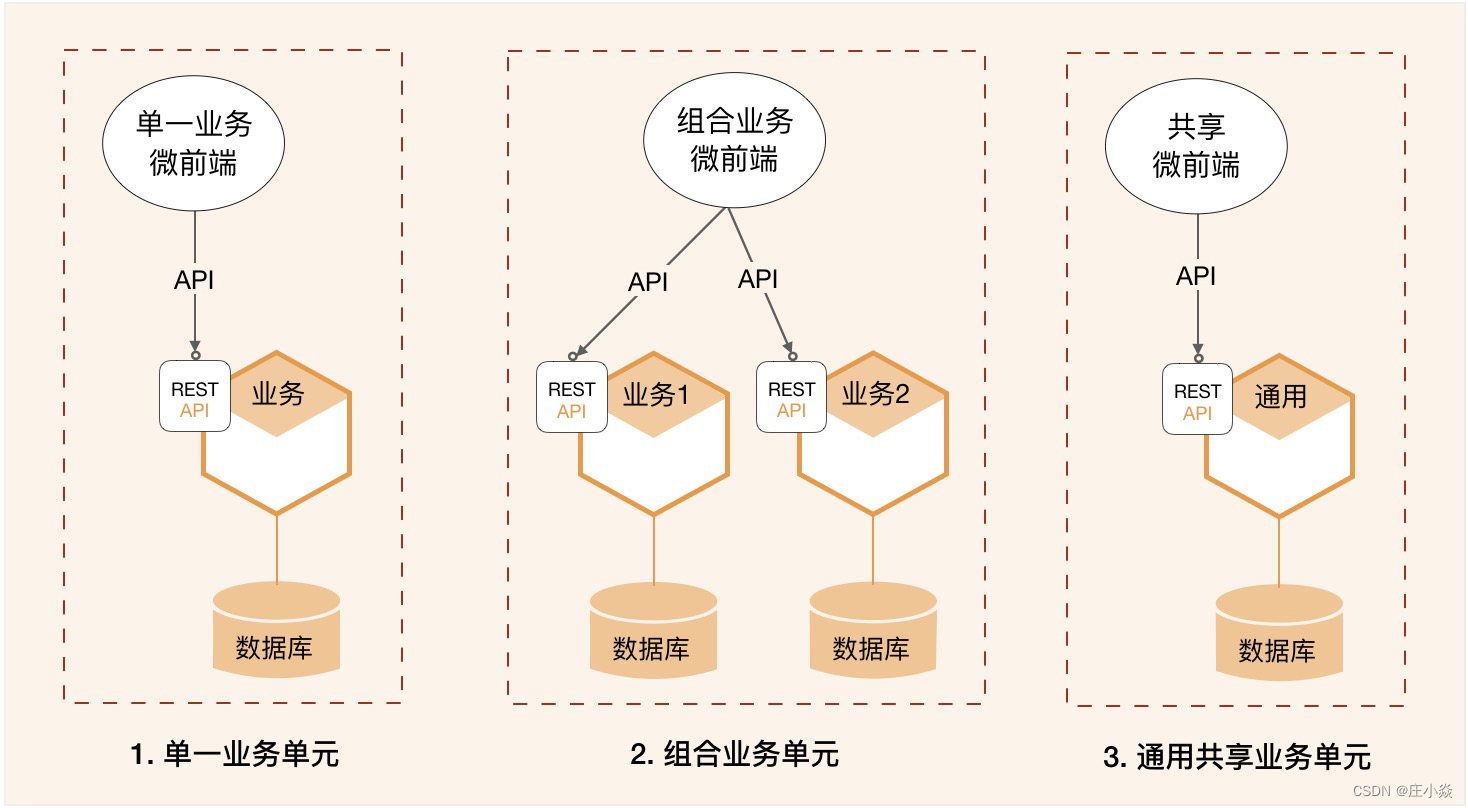 单一业务
微前端
API
REST
API
业务
数据库
1. 单一业务单元
组合业务
微前端
API
API
REST
API
业务1
REST
API
业务2
数据库
数据库
2. 组合业务单元
共享
微前端
API
REST
API
通用
数据库
3. 通用共享业务单元
CSDN @庄小焱